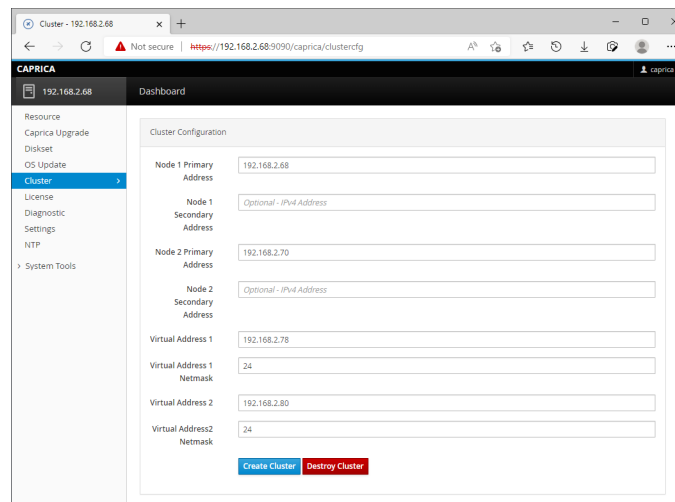 Cluster - 192.168.2.68
Not secure | https://192.168.2.68:9090/caprica/clustercfg
CAPRICA
caprica
192.168.2.68
Dashboard
Resource
Caprica Upgrade
Diskset
OS Update
Cluster
License
Diagnostic
Settings
NTP
System Tools
Cluster Configuration
Node 1 Primary
Address
192.168.2.68
Node 1
Secondary
Address
Optional - IPv4 Address
Node 2 Primary
Address
192.168.2.70
Node 2
Secondary
Address
Optional - IPv4 Address
Virtual Address 1
192.168.2.78
Virtual Address 1
Netmask
24
Virtual Address 2
192.168.2.80
Virtual Address2
Netmask
24
Create Cluster
Destroy Cluster